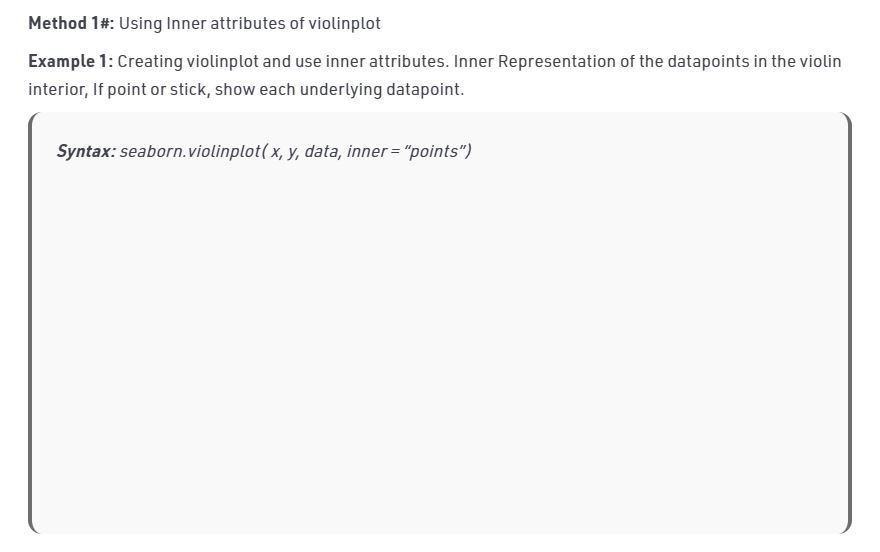 Method 1#: Using Inner attributes of violinplot
Example 1: Creating violinplot and use inner attributes. Inner Representation of the datapoints in the violin
interior, If point or stick, show each underlying datapoint.
Syntax: seaborn.violinplot( x, y, data, inner = “points”)